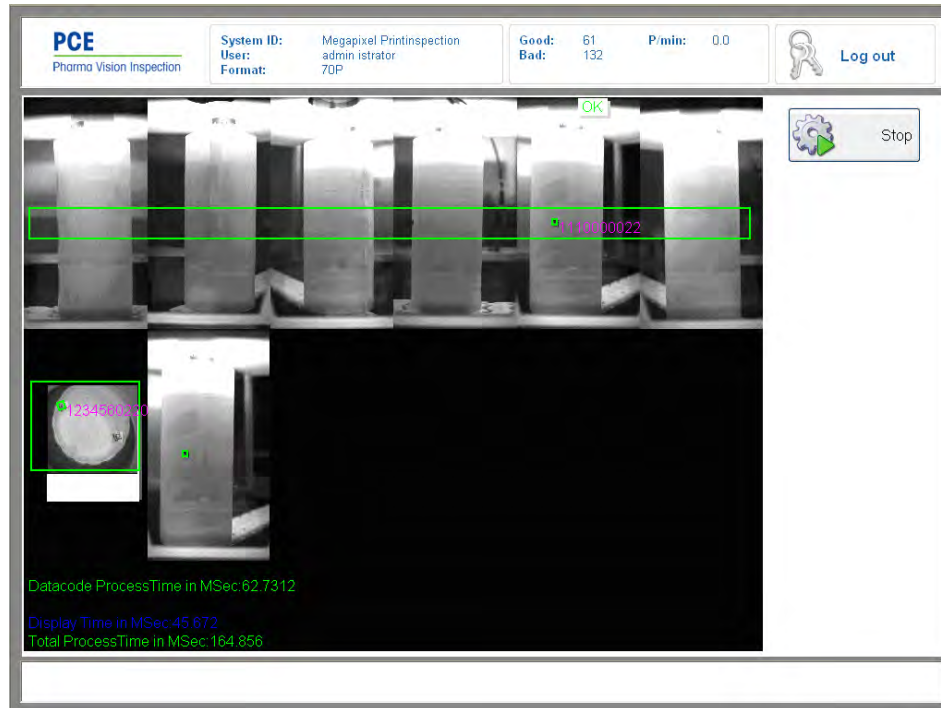 PCE
Pharma Vision Inspection
System ID: Megapixel Printinspection
User: admin istrator
Format: 70P
Good: 61 P/min: 0.0
Bad: 132
Log out
OK
Stop
Datacode ProcessTime in MSec:62.7312
Display Time in MSec:45.672
Total ProcessTime in MSec:164.856